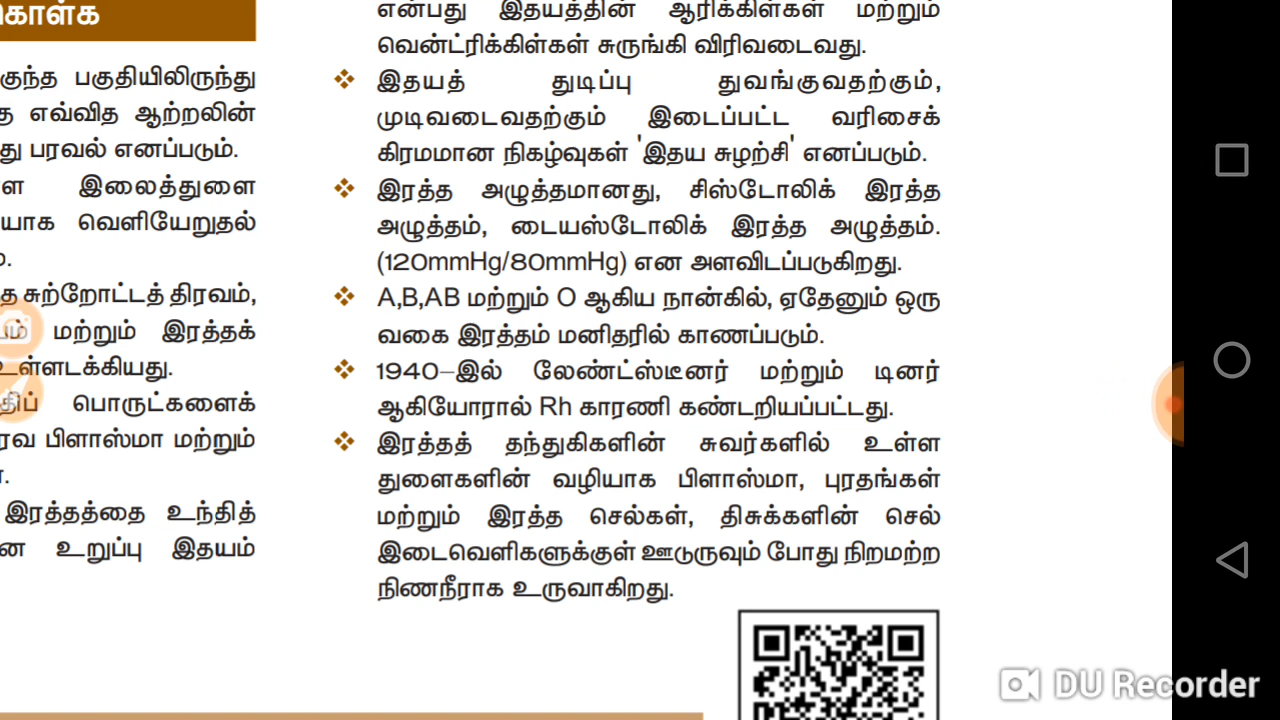 கொள்க
குந்த பகுதியிலிருந்து
எவ்வித ஆற்றலின்
து பரவல் எனப்படும்.
ள இலைத்துளை
யாக வெளியேறுதல்
த சுற்றோட்டத் திரவம்,
மற்றும் இரத்தக்
உள்ளடக்கியது.
திப் பொருட்களைக்
ரவ பிளாஸ்மா மற்றும்
இரத்தத்தை உந்தித்
ன உறுப்பு இதயம்
என்பது இதயத்தின் ஆரிக்கிள்கள் மற்றும்
வென்ட்ரிக்கிள்கள் சுருங்கி விரிவடைவது.
❖ இதயத் துடிப்பு துவங்குவதற்கும்,
முடிவடைவதற்கும் இடைப்பட்ட வரிசைக்
கிரமமான நிகழ்வுகள் 'இதய சுழற்சி' எனப்படும்.
❖ இரத்த அழுத்தமானது, சிஸ்டோலிக் இரத்த
அழுத்தம், டையஸ்டோலிக் இரத்த அழுத்தம்.
(120mmHg/80mmHg) என அளவிடப்படுகிறது.
❖ A,B,AB மற்றும் O ஆகிய நான்கில், ஏதேனும் ஒரு
வகை இரத்தம் மனிதரில் காணப்படும்.
❖ 1940–இல் லேண்ட்ஸ்டீனர் மற்றும் டினர்
ஆகியோரால் Rh காரணி கண்டறியப்பட்டது.
❖ இரத்தத் தந்துகிகளின் சுவர்களில் உள்ள
துளைகளின் வழியாக பிளாஸ்மா, புரதங்கள்
மற்றும் இரத்த செல்கள், திசுக்களின் செல்
இடைவெளிகளுக்குள் ஊடுருவும் போது நிறமற்ற
நிணநீராக உருவாகிறது.
DU Recorder